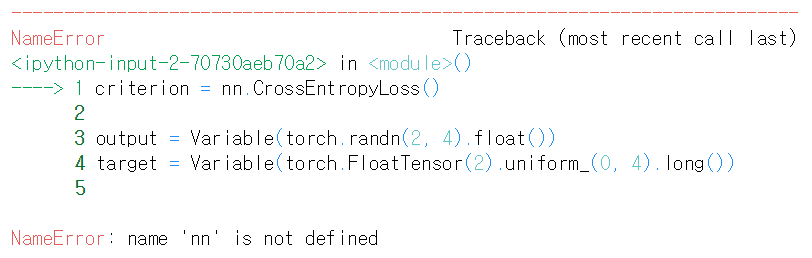 ---------------------------------------------------------------------------
NameError                                 Traceback (most recent call last)
<ipython-input-2-70730aeb70a2> in <module>()
----> 1 criterion = nn.CrossEntropyLoss()
      2
      3 output = Variable(torch.randn(2, 4).float())
      4 target = Variable(torch.FloatTensor(2).uniform_(0, 4).long())
      5

NameError: name 'nn' is not defined